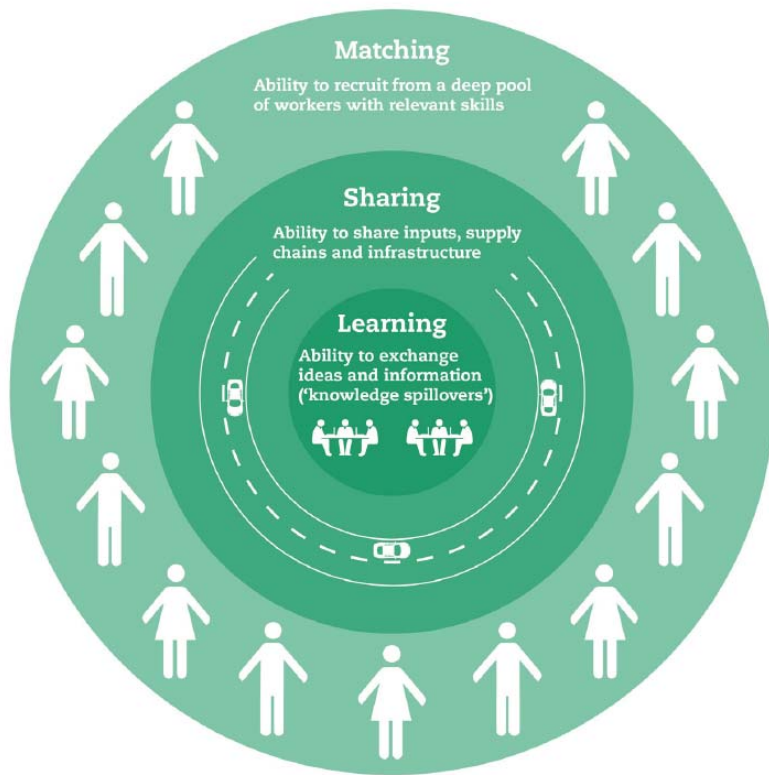 Matching
Ability to recruit from a deep pool
of workers with relevant skills
Sharing
Ability to share inputs, supply
chains and infrastructure
Learning
Ability to exchange
ideas and information
(‘knowledge spillovers’)